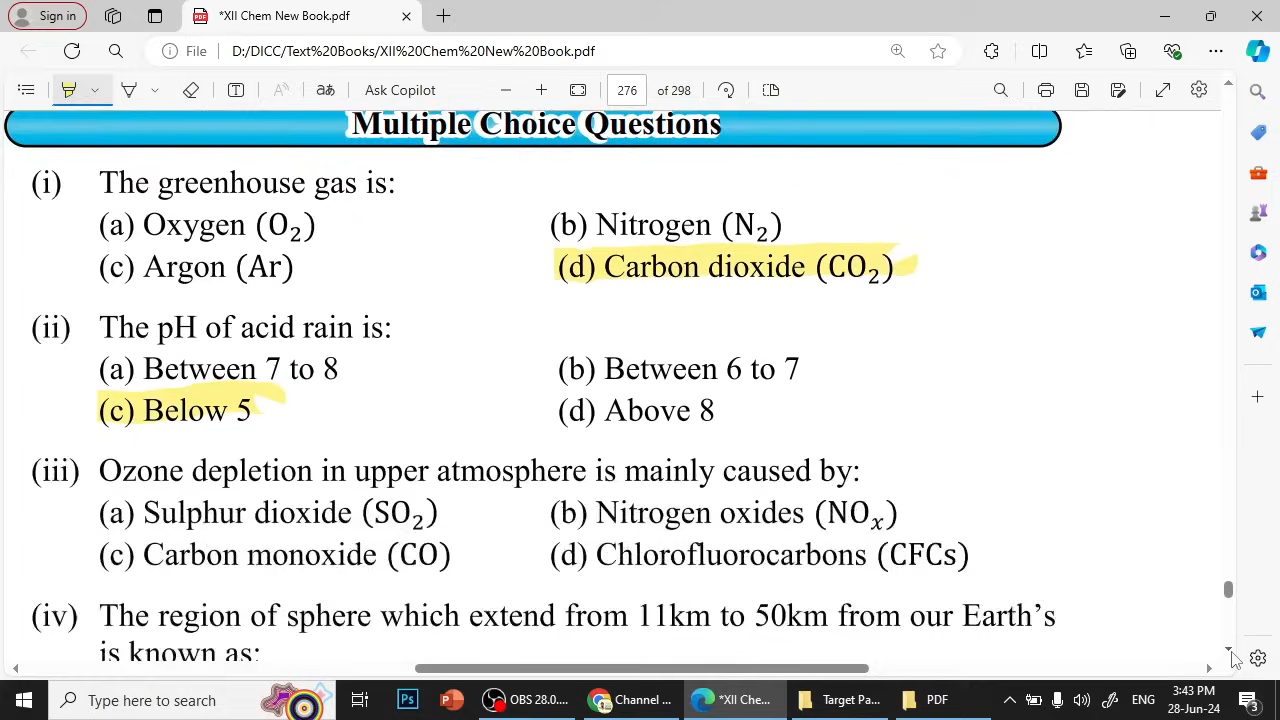 Sign in
*XII Chem New Book.pdf
File
D:/DICC/Text%20Books/XII%20Chem%20New%20Book.pdf
Ask Copilot
276 of 298
Multiple Choice Questions
(i) The greenhouse gas is:
(a) Oxygen (O₂) (b) Nitrogen (N₂)
(c) Argon (Ar) (d) Carbon dioxide (CO₂)
(ii) The pH of acid rain is:
(a) Between 7 to 8 (b) Between 6 to 7
(c) Below 5 (d) Above 8
(iii) Ozone depletion in upper atmosphere is mainly caused by:
(a) Sulphur dioxide (SO₂) (b) Nitrogen oxides (NOₓ)
(c) Carbon monoxide (CO) (d) Chlorofluorocarbons (CFCs)
(iv) The region of sphere which extend from 11km to 50km from our Earth's
is known as:
Type here to search
Ps
OBS 28.0....
Channel ...
*XII Che...
Target Pa...
PDF
ENG
3:43 PM
28-Jun-24
3